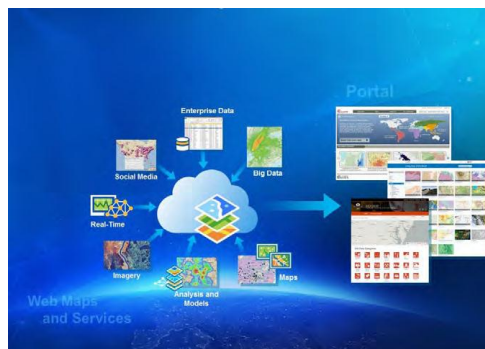 Portal
Enterprise Data
Social Media
Big Data
Real-Time
Imagery
Analysis and
Models
Maps
Web Maps
and Services